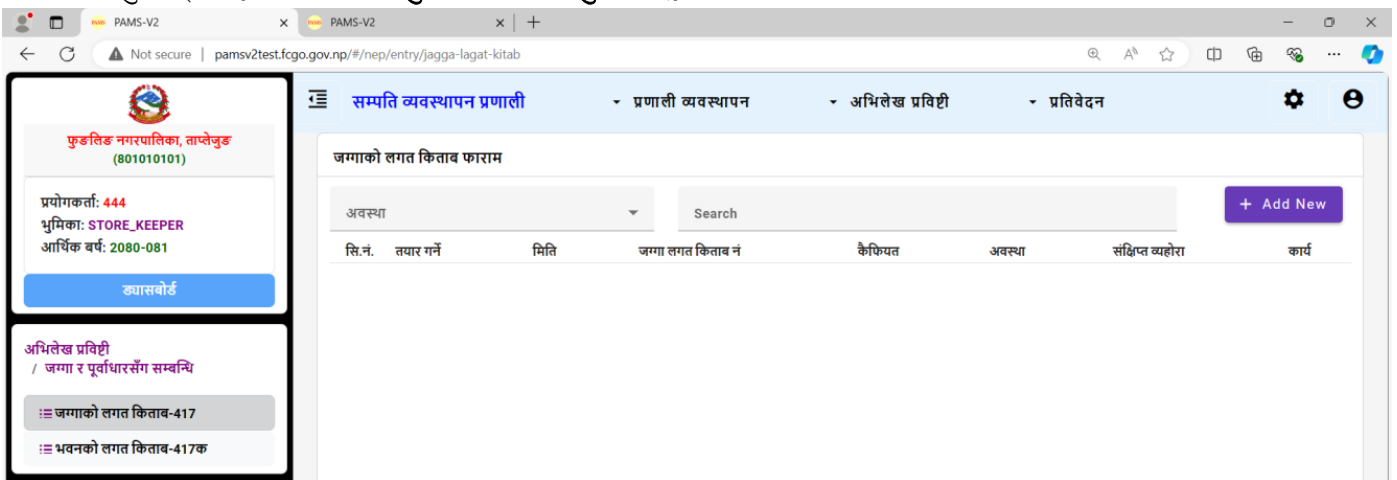 PAMS-V2
PAMS-V2
Not secure | pamsv2test.fcgo.gov.np/#/nep/entry/jagga-lagat-kitab
फुङलिङ नगरपालिका, ताप्लेजुङ
(801010101)
प्रयोगकर्ता: 444
भुमिका: STORE_KEEPER
आर्थिक बर्ष: 2080-081
ड्यासबोर्ड
अभिलेख प्रविष्टी
/ जग्गा र पूर्वाधारसँग सम्बन्धि
जग्गाको लगत किताब-417
भवनको लगत किताब-417क
सम्पति व्यवस्थापन प्रणाली
प्रणाली व्यवस्थापन
अभिलेख प्रविष्टी
प्रतिवेदन
जग्गाको लगत किताब फाराम
अवस्था
Search
+ Add New
सि.नं. तयार गर्ने मिति जग्गा लगत किताब नं कैफियत अवस्था संक्षिप्त व्यहोरा कार्य